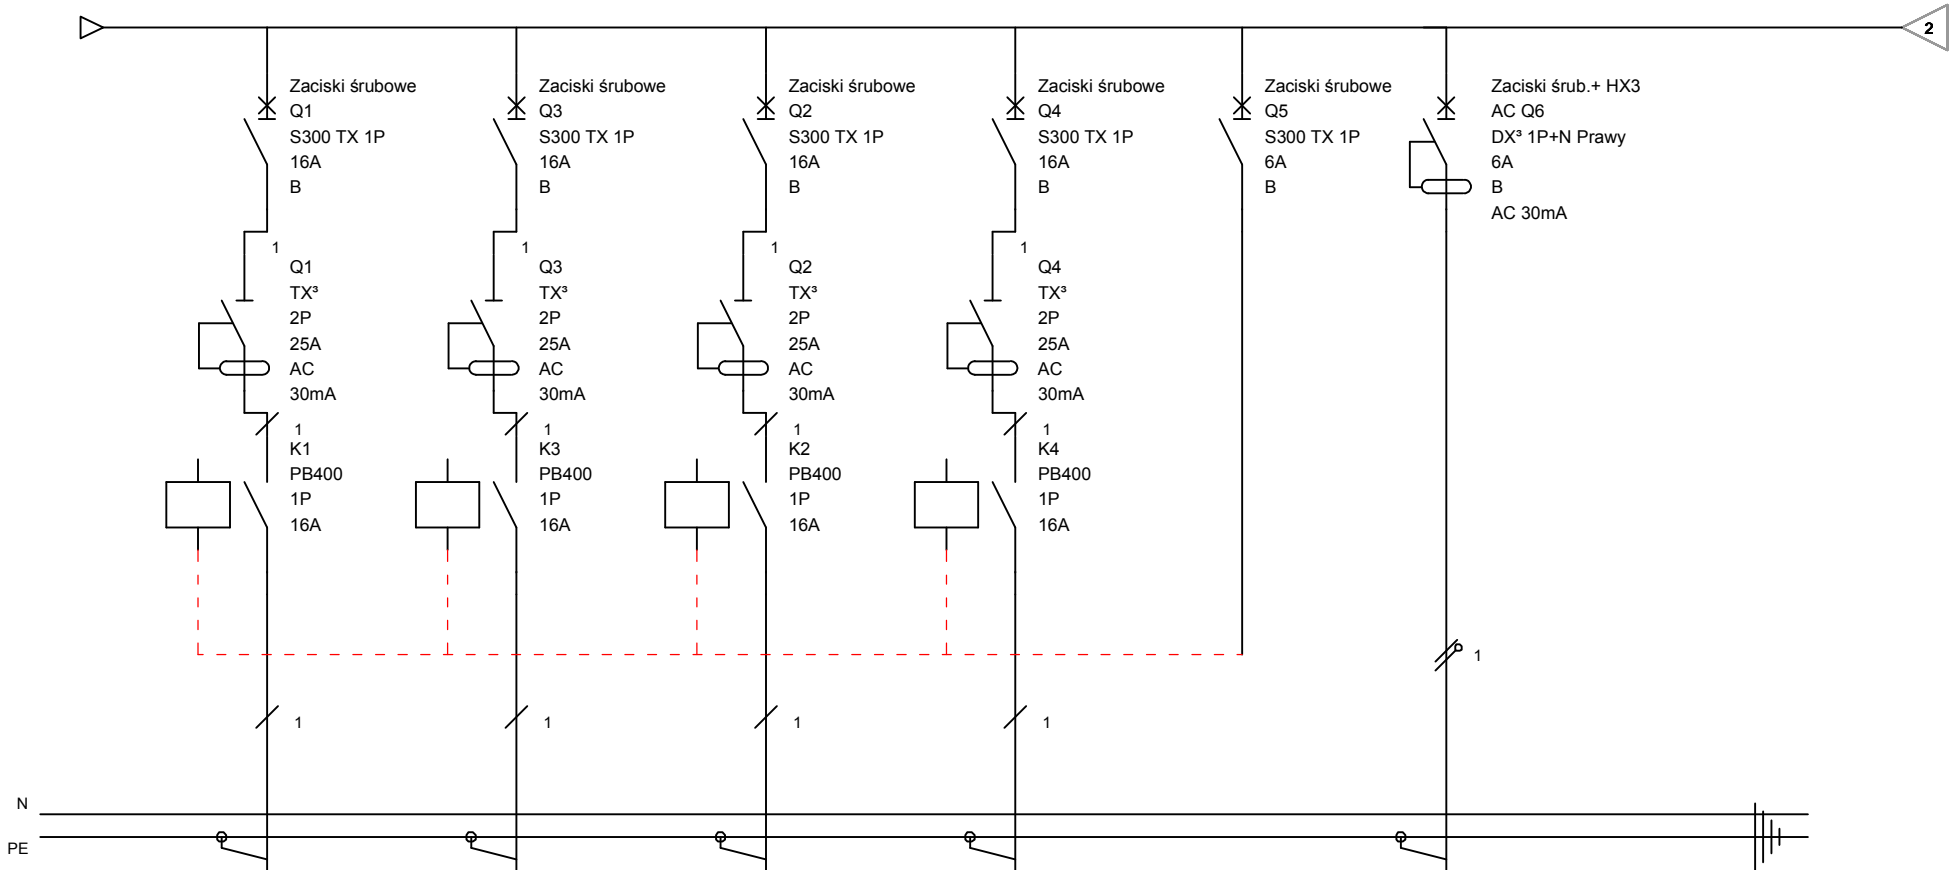 2
Zaciski śrubowe
Q1
S300 TX 1P
16A
B
Zaciski śrubowe
Q3
S300 TX 1P
16A
B
Zaciski śrubowe
Q2
S300 TX 1P
16A
B
Zaciski śrubowe
Q4
S300 TX 1P
16A
B
Zaciski śrubowe
Q5
S300 TX 1P
6A
B
Zaciski śrub.+ HX3
AC Q6
DX³ 1P+N Prawy
6A
B
AC 30mA
1
Q1
TX³
2P
25A
AC
30mA
1
Q3
TX³
2P
25A
AC
30mA
1
Q2
TX³
2P
25A
AC
30mA
1
Q4
TX³
2P
25A
AC
30mA
1
K1
PB400
1P
16A
1
K3
PB400
1P
16A
1
K2
PB400
1P
16A
1
K4
PB400
1P
16A
1
1
1
1
1
N
PE